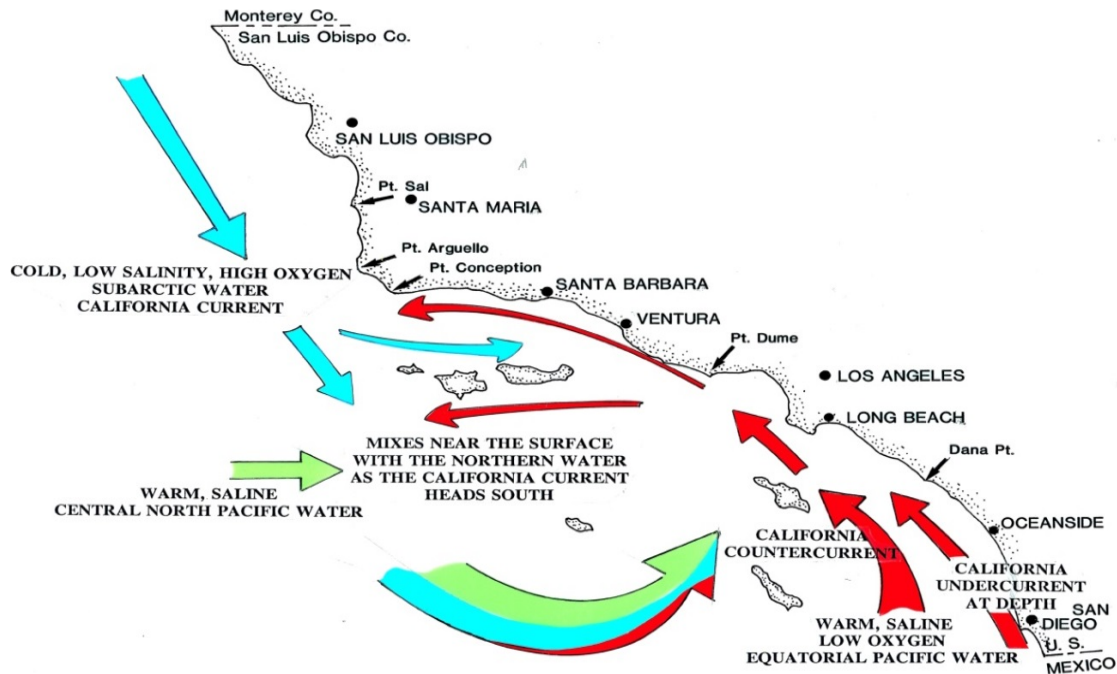 Monterey Co.
San Luis Obispo Co.
SAN LUIS OBISPO
Pt. Sal
SANTA MARIA
Pt. Arguello
Pt. Conception
COLD, LOW SALINITY, HIGH OXYGEN
SUBARCTIC WATER
CALIFORNIA CURRENT
SANTA BARBARA
VENTURA
Pt. Dume
LOS ANGELES
LONG BEACH
Dana Pt.
MIXES NEAR THE SURFACE
WITH THE NORTHERN WATER
AS THE CALIFORNIA CURRENT
HEADS SOUTH
WARM, SALINE
CENTRAL NORTH PACIFIC WATER
OCEANSIDE
CALIFORNIA
COUNTERCURRENT
CALIFORNIA
UNDERCURRENT
AT DEPTH
SAN
DIEGO
WARM, SALINE
LOW OXYGEN
EQUATORIAL PACIFIC WATER
U. S.
MEXICO